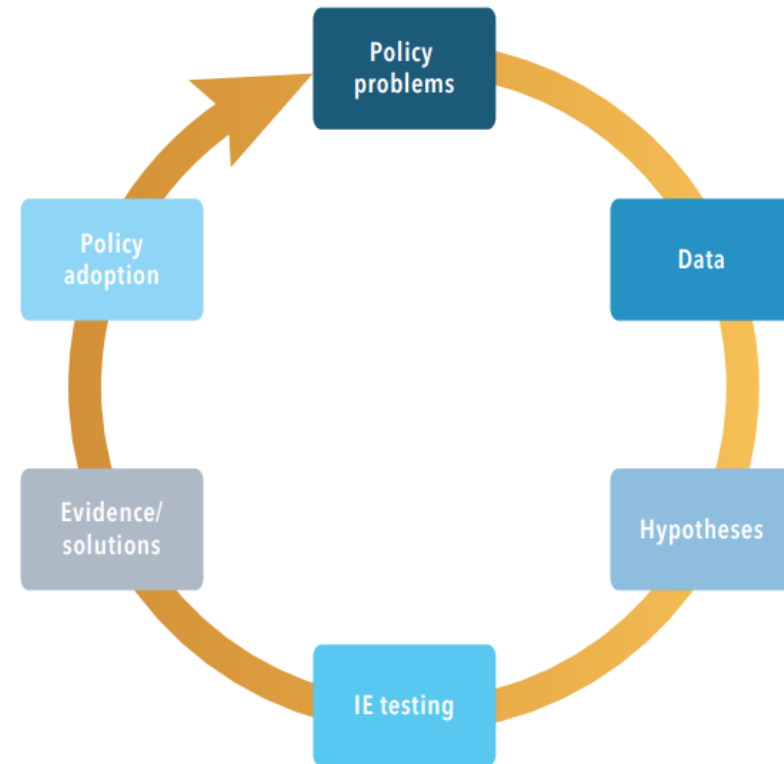 Policy
problems
Data
Hypotheses
IE testing
Evidence/
solutions
Policy
adoption